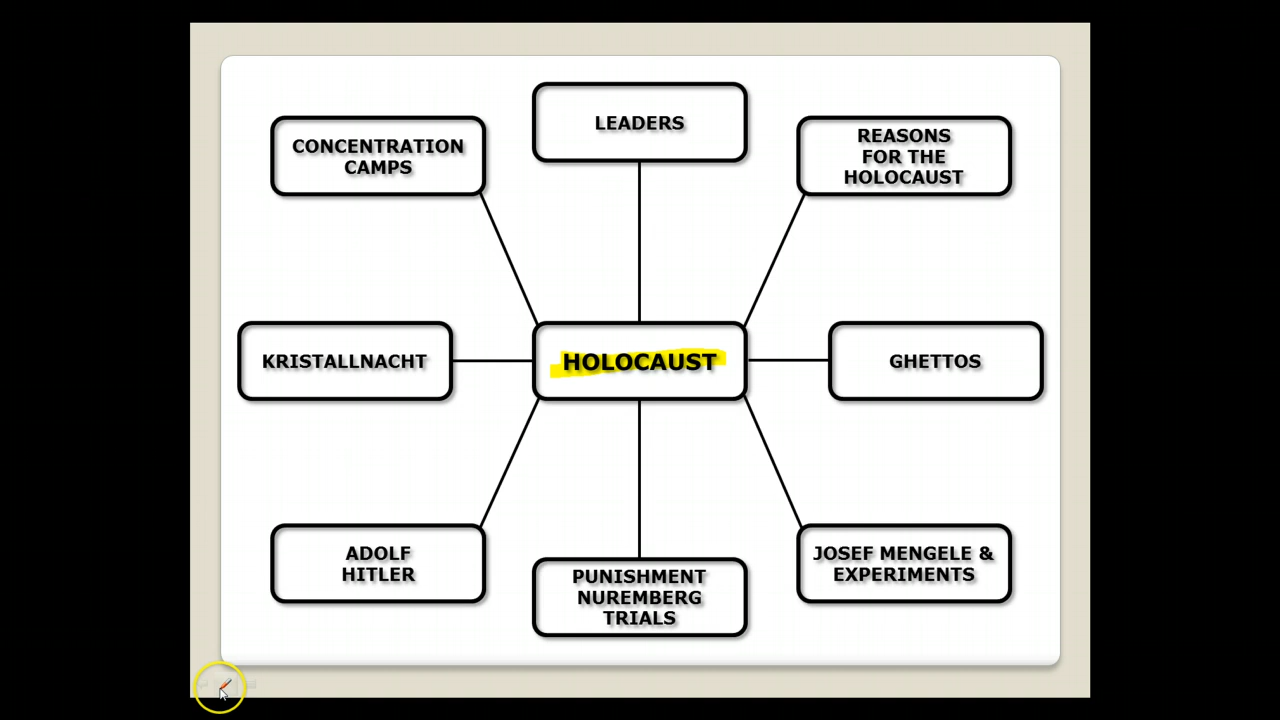 LEADERS
CONCENTRATION
CAMPS
REASONS
FOR THE
HOLOCAUST
KRISTALLNACHT
HOLOCAUST
GHETTOS
ADOLF
HITLER
PUNISHMENT
NUREMBERG
TRIALS
JOSEF MENGELE &
EXPERIMENTS